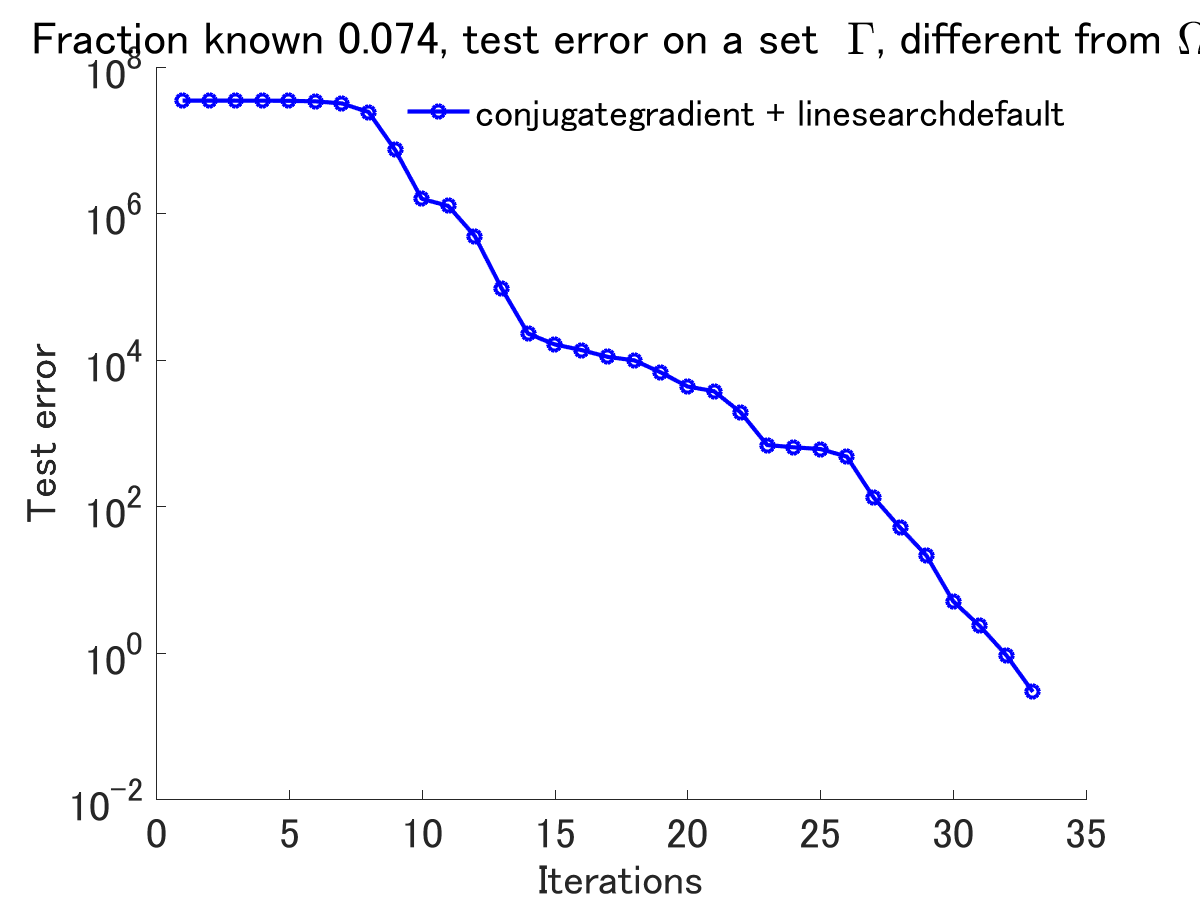 Fraction known 0.074, test error on a set Γ, different from Ω
10^8
conjugategradient + linesearchdefault
10^6
10^4
10^2
10^0
10^-2
Test error
0 5 10 15 20 25 30 35
Iterations